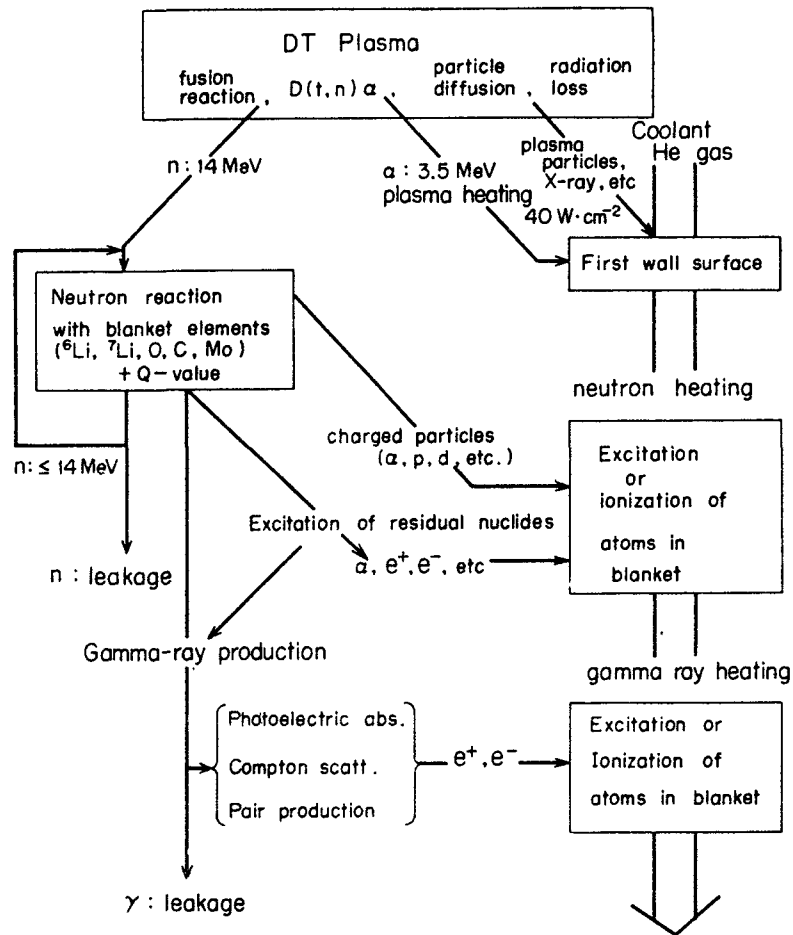 DT Plasma
fusion reaction, D(t,n)α, particle diffusion, radiation loss
n: 14 MeV
α: 3.5 MeV
plasma heating
plasma
particles,
X-ray, etc
40 W·cm⁻²
Coolant
He gas
First wall surface
Neutron reaction
with blanket elements
(⁶Li, ⁷Li, O, C, Mo)
+ Q-value
neutron heating
n: ≤ 14 MeV
n: leakage
charged particles
(α, p, d, etc.)
Excitation
or
ionization of
atoms in
blanket
Excitation of residual nuclides
α, e⁺, e⁻, etc
Gamma-ray production
gamma ray heating
Photoelectric abs.
Compton scatt.
Pair production
e⁺, e⁻
Excitation or
Ionization of
atoms in blanket
γ: leakage